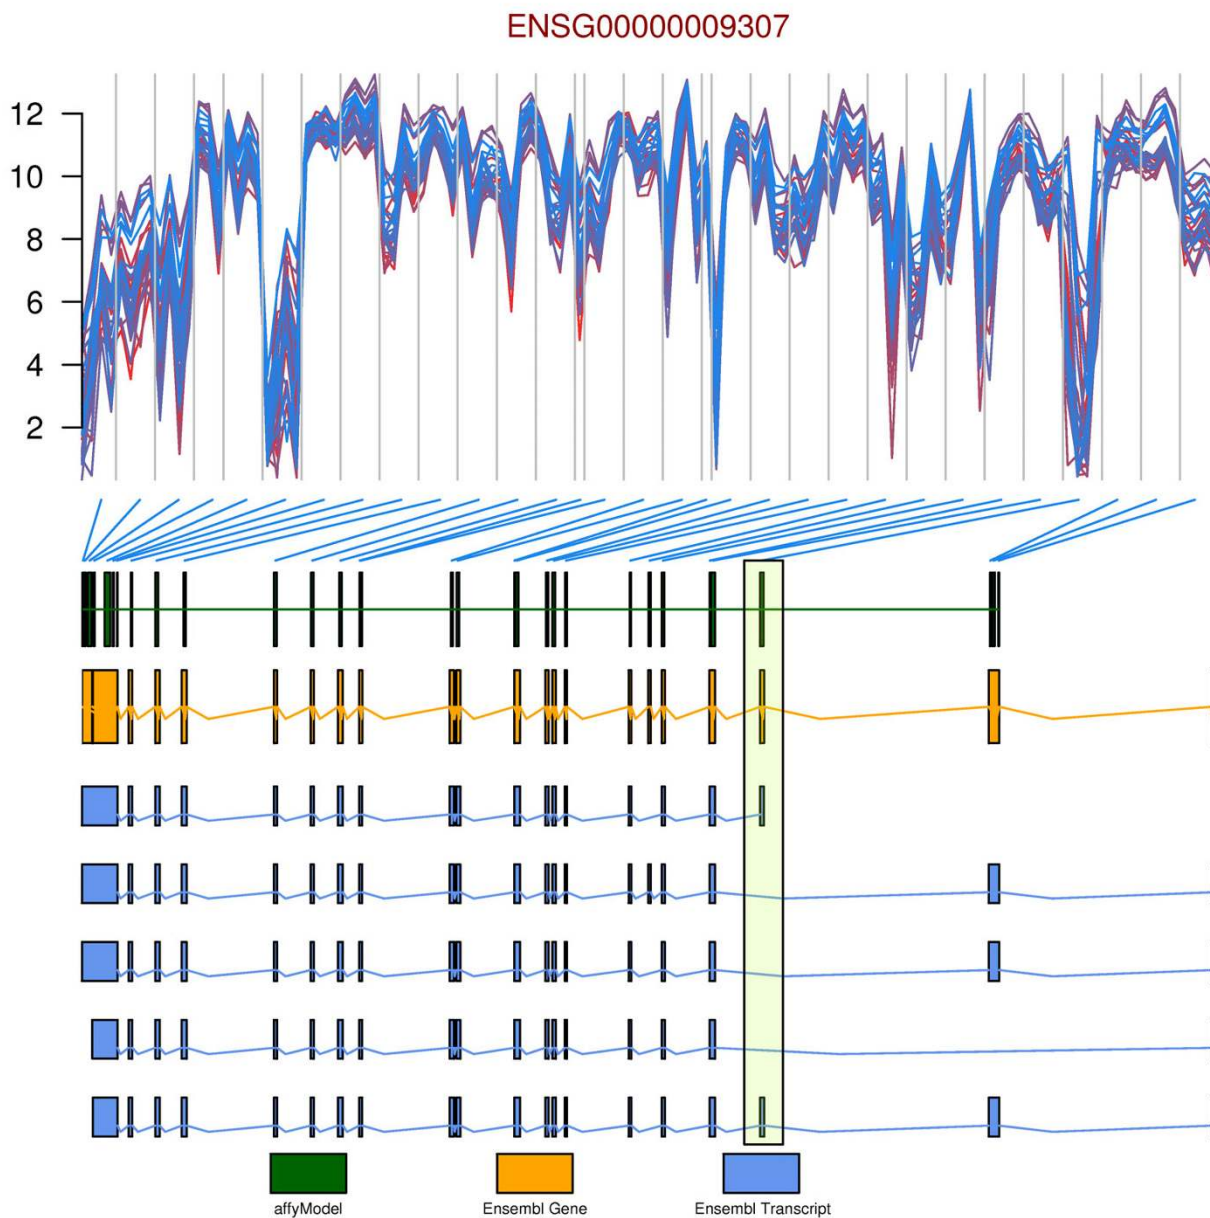 ENSG00000009307
12
10
8
6
4
2
affyModel
Ensembl Gene
Ensembl Transcript